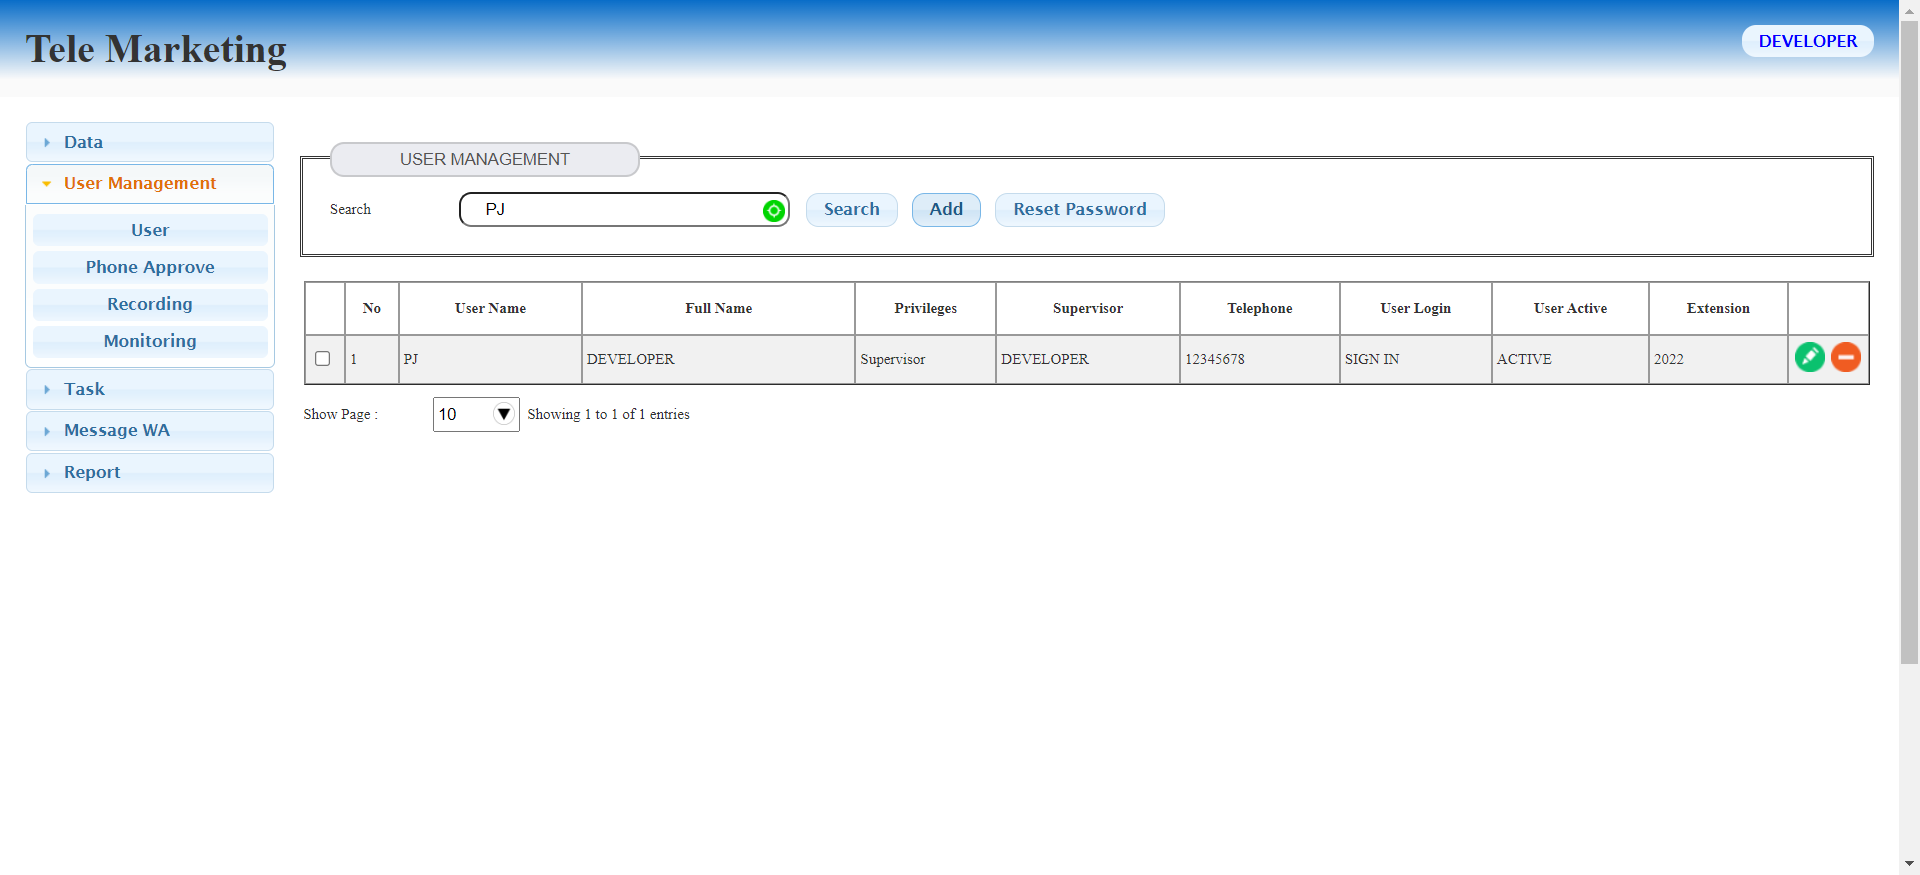 Tele Marketing
DEVELOPER
Data
User Management
User
Phone Approve
Recording
Monitoring
Task
Message WA
Report
USER MANAGEMENT
Search PJ Search Add Reset Password
No User Name Full Name Privileges Supervisor Telephone User Login User Active Extension
1 PJ DEVELOPER Supervisor DEVELOPER 12345678 SIGN IN ACTIVE 2022
Show Page : 10 Showing 1 to 1 of 1 entries